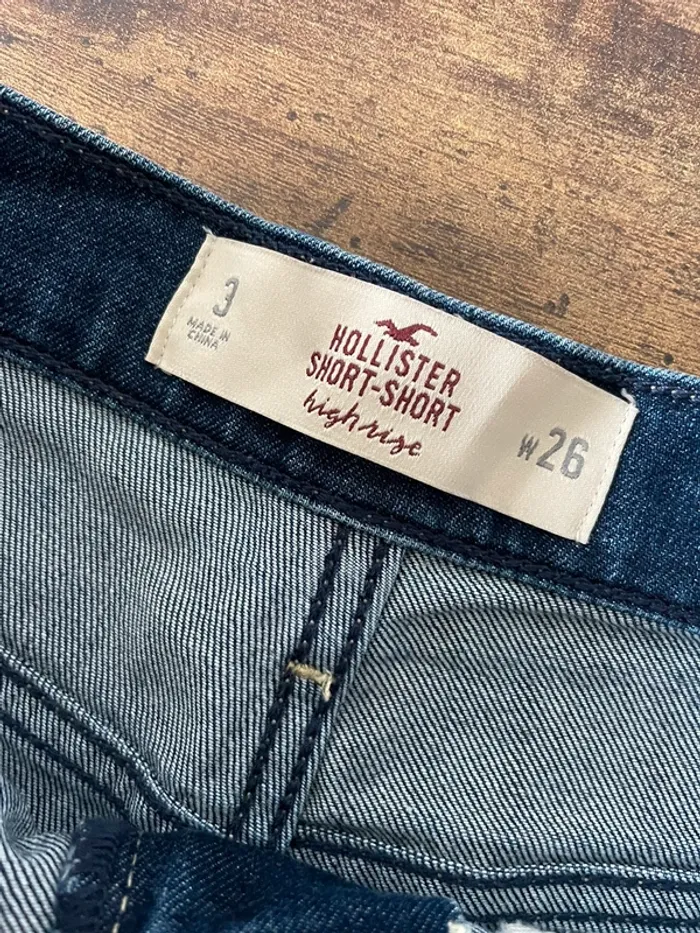 3
MADE IN
CHINA
HOLLISTER
SHORT-SHORT
high rise
W26